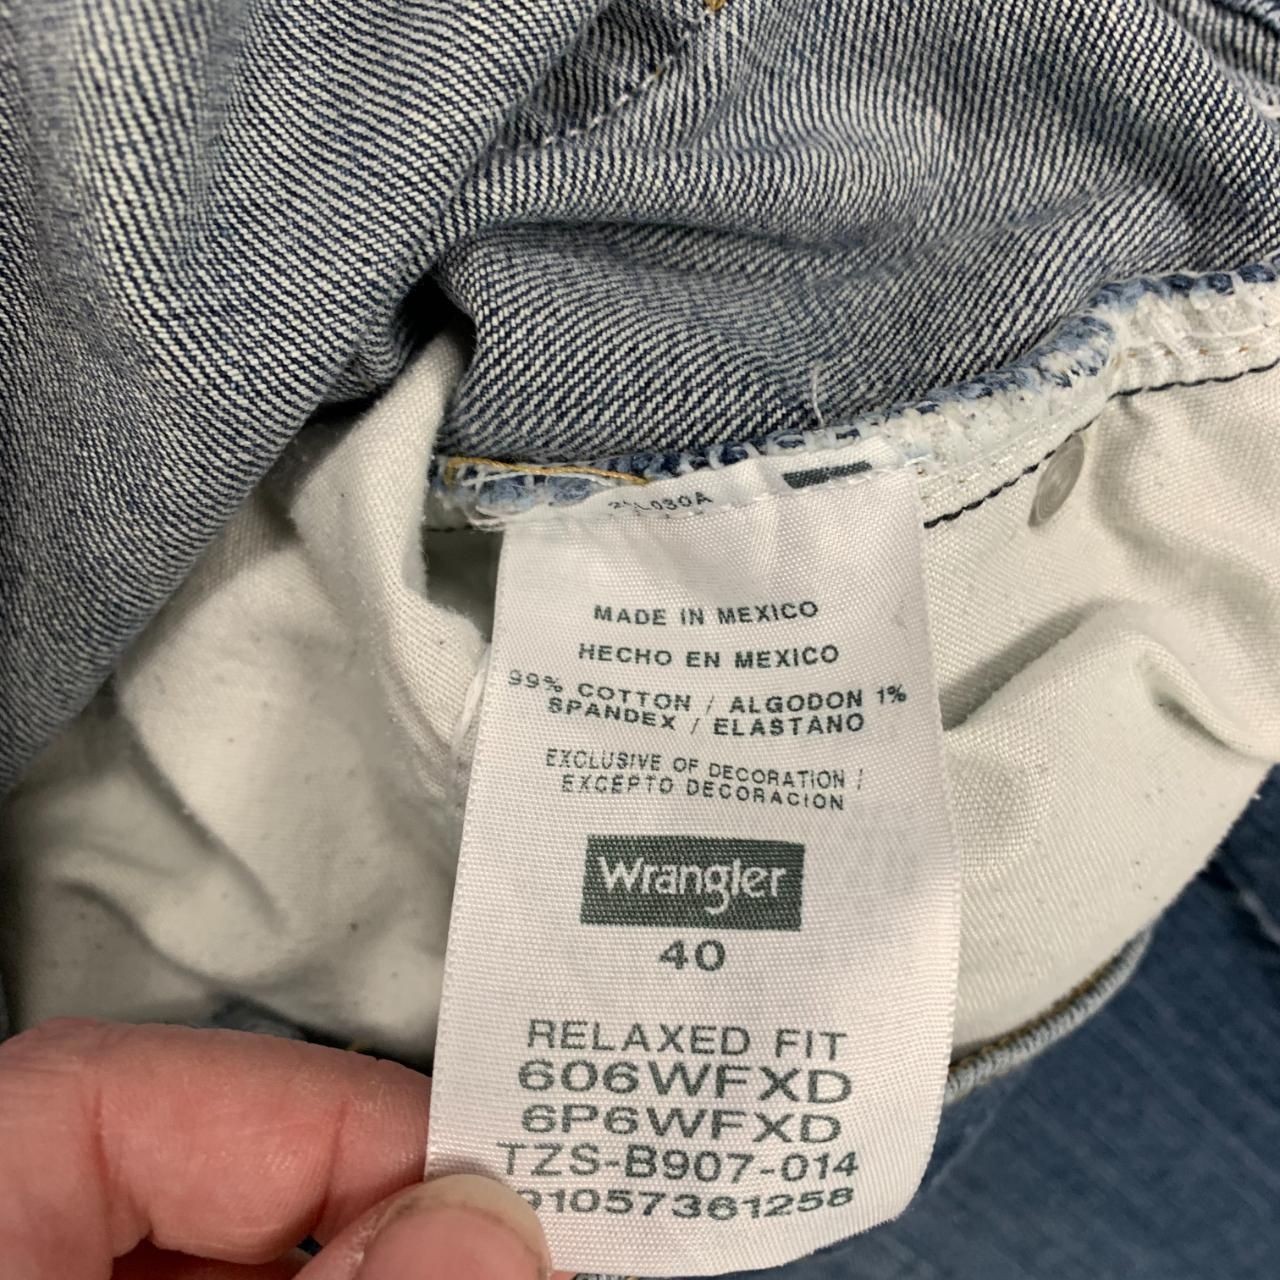 MADE IN MEXICO
HECHO EN MEXICO
99% COTTON / ALGODON 1%
SPANDEX / ELASTANO
EXCLUSIVE OF DECORATION /
EXCEPTO DECORACION
Wrangler
40
RELAXED FIT
606WFXD
6P6WFXD
TZS-B907-014